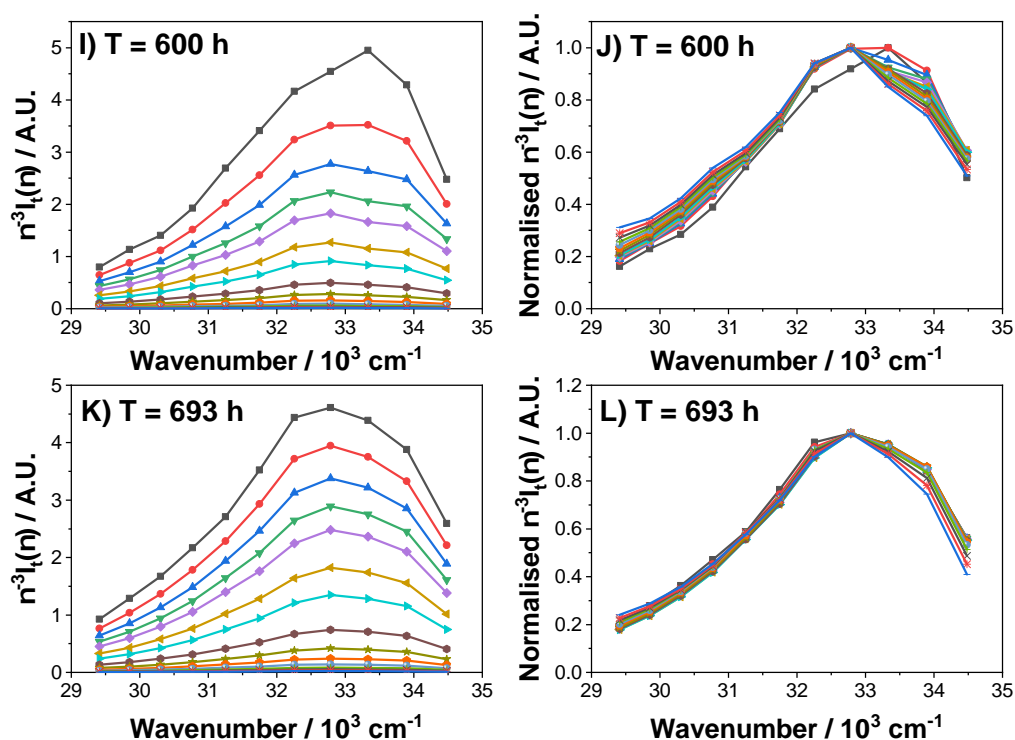 I) T = 600 h
n⁻³Iₜ(n) / A.U.
5
4
3
2
1
0
29 30 31 32 33 34 35
Wavenumber / 10³ cm⁻¹
J) T = 600 h
Normalised n⁻³Iₜ(n) / A.U.
1.0
0.8
0.6
0.4
0.2
0.0
29 30 31 32 33 34 35
Wavenumber / 10³ cm⁻¹
K) T = 693 h
n⁻³Iₜ(n) / A.U.
5
4
3
2
1
0
29 30 31 32 33 34 35
Wavenumber / 10³ cm⁻¹
L) T = 693 h
Normalised n⁻³Iₜ(n) / A.U.
1.2
1.0
0.8
0.6
0.4
0.2
0.0
29 30 31 32 33 34 35
Wavenumber / 10³ cm⁻¹